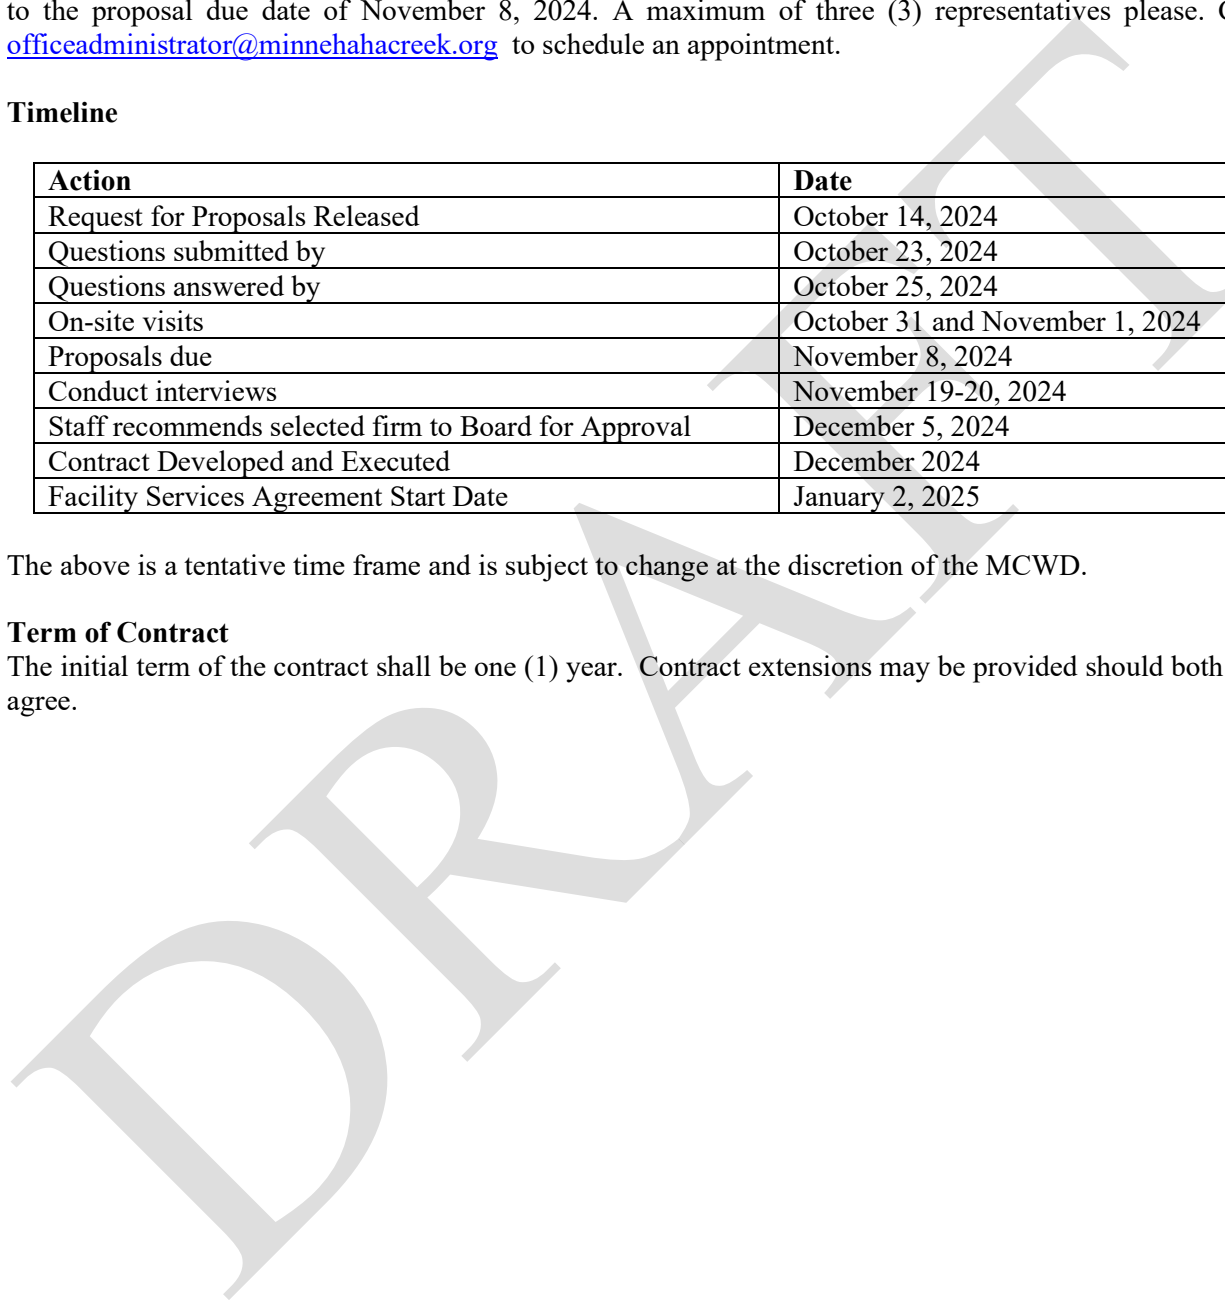 to the proposal due date of November 8, 2024. A maximum of three (3) representatives please.
officeadministrator@minnehahacreek.org to schedule an appointment.
Timeline
Action Date
Request for Proposals Released October 14, 2024
Questions submitted by October 23, 2024
Questions answered by October 25, 2024
On-site visits October 31 and November 1, 2024
Proposals due November 8, 2024
Conduct interviews November 19-20, 2024
Staff recommends selected firm to Board for Approval December 5, 2024
Contract Developed and Executed December 2024
Facility Services Agreement Start Date January 2, 2025
The above is a tentative time frame and is subject to change at the discretion of the MCWD.
Term of Contract
The initial term of the contract shall be one (1) year. Contract extensions may be provided should both
agree.
DRAFT